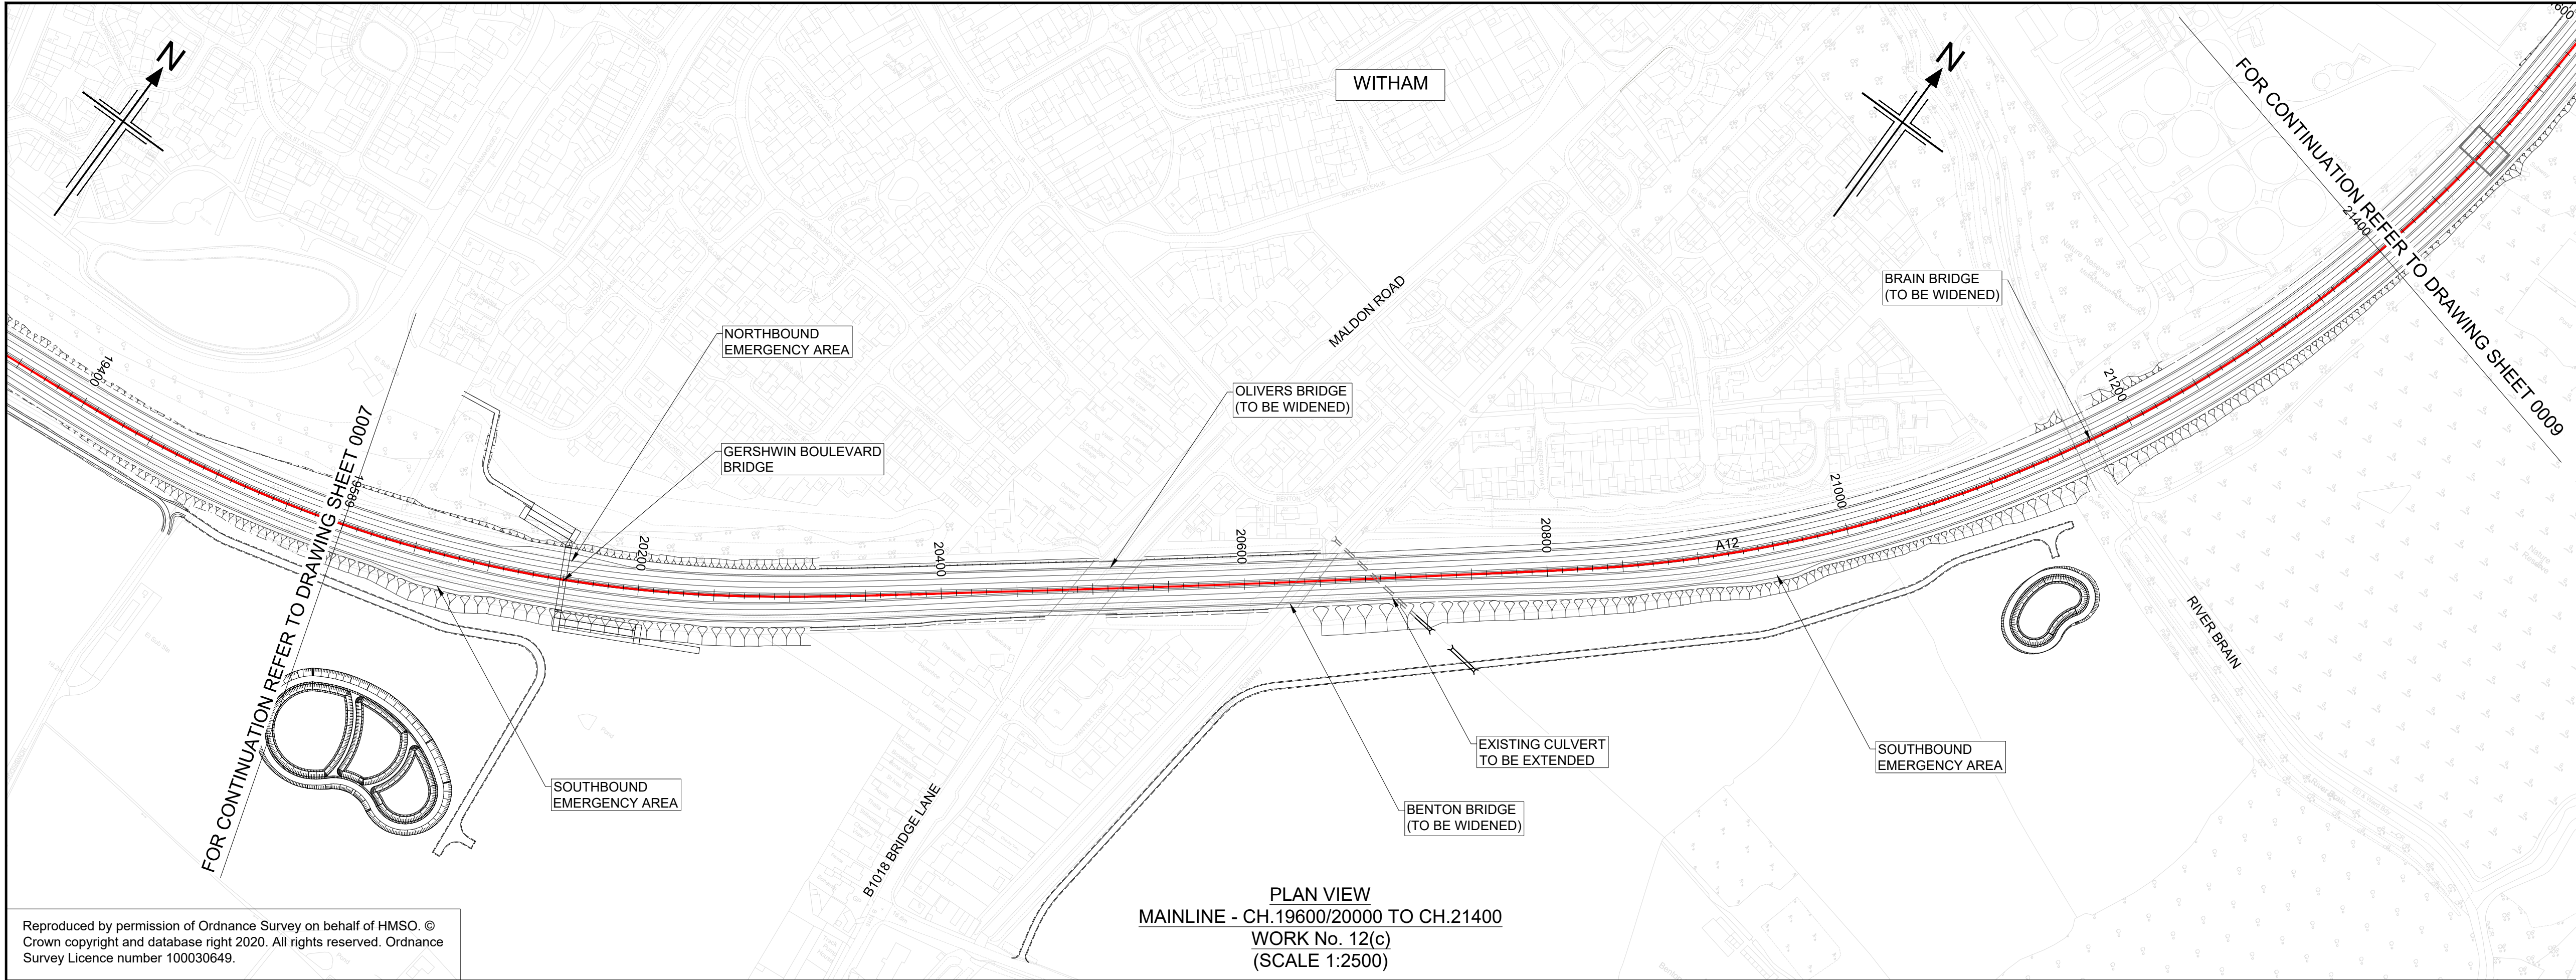 N
WITHAM
N
FOR CONTINUATION REFER TO DRAWING SHEET 0009
21400
BRAIN BRIDGE
(TO BE WIDENED)
MALDON ROAD
NORTHBOUND
EMERGENCY AREA
19400
21200
OLIVERS BRIDGE
(TO BE WIDENED)
GERSHWIN BOULEVARD
BRIDGE
FOR CONTINUATION REFER TO DRAWING SHEET 0007
19589
20200
20400
20600
20800
A12
21000
RIVER BRAIN
EXISTING CULVERT
TO BE EXTENDED
SOUTHBOUND
EMERGENCY AREA
SOUTHBOUND
EMERGENCY AREA
BENTON BRIDGE
(TO BE WIDENED)
B1018 BRIDGE LANE
PLAN VIEW
MAINLINE - CH.19600/20000 TO CH.21400
WORK No. 12(c)
(SCALE 1:2500)
Reproduced by permission of Ordnance Survey on behalf of HMSO. ©
Crown copyright and database right 2020. All rights reserved. Ordnance
Survey Licence number 100030649.